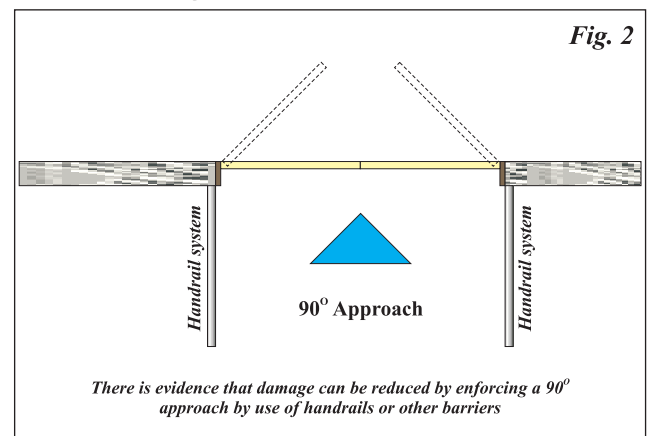 Fig. 2
Handrail system
Handrail system
90° Approach
There is evidence that damage can be reduced by enforcing a 90°
approach by use of handrails or other barriers